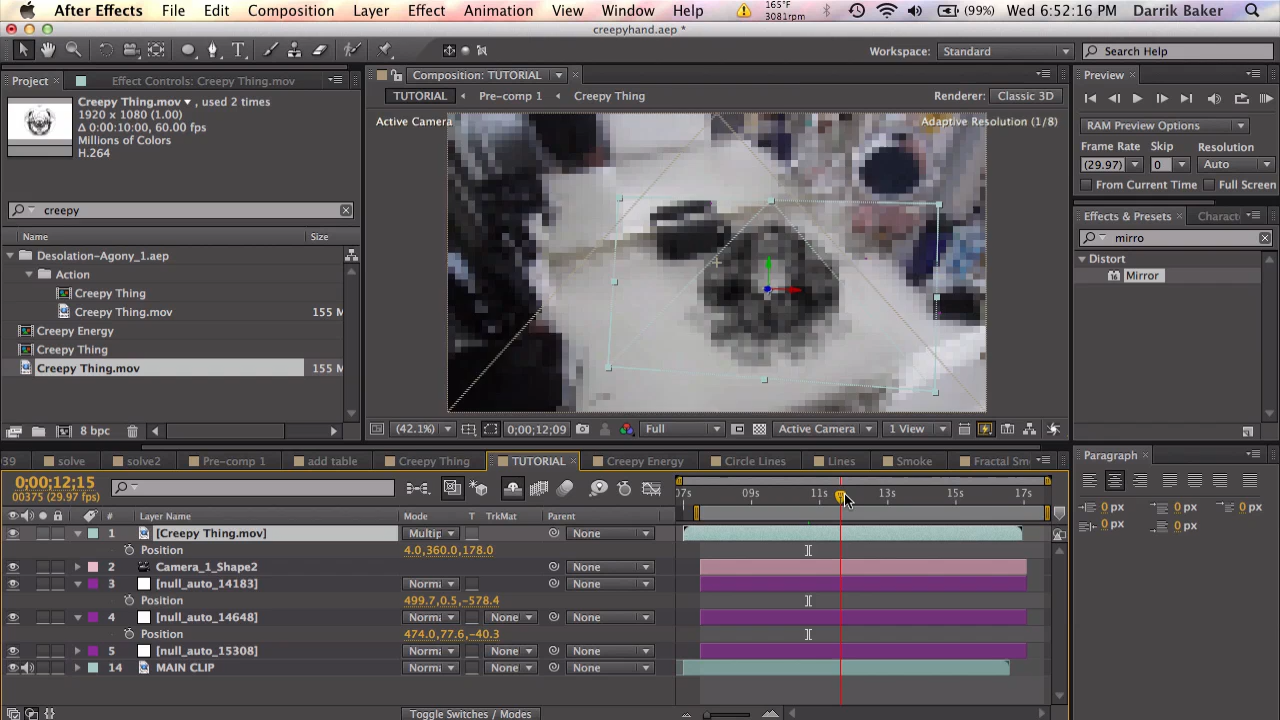 After Effects File Edit Composition Layer Effect Animation View Window Help 165°F 3081rpm (99%) Wed 6:52:16 PM Darrik Baker
creepyhand.aep *
Workspace: Standard Search Help
Project Effect Controls: Creepy Thing.mov Composition: TUTORIAL Preview
Creepy Thing.mov, used 2 times
1920 x 1080 (1.00)
Δ 0:00:10:00, 60.00 fps
Millions of Colors
H.264
TUTORIAL Pre-comp 1 Creepy Thing Renderer: Classic 3D
Active Camera Adaptive Resolution (1/8)
RAM Preview Options
Frame Rate Skip Resolution
(29.97) 0 Auto
From Current Time Full Screen
creepy
Name Size
Desolation-Agony_1.aep
Action
Creepy Thing
Creepy Thing.mov 155 M
Creepy Energy
Creepy Thing
Creepy Thing.mov 155 M
8 bpc
Effects & Presets Charact
mirro
Distort
Mirror
(42.1%) 0;00;12;09 Full Active Camera 1 View
39 solve solve2 Pre-comp 1 add table Creepy Thing TUTORIAL Creepy Energy Circle Lines Lines Smoke Fractal Sm
Paragraph
0 px 0 px 0 px
0 px 0 px
0;00;12;15
00375 (29.97 fps)
07s 09s 11s 13s 15s 17s
# Layer Name Mode T TrkMat Parent
1 [Creepy Thing.mov] Multip None
Position 4.0,360.0,178.0
2 Camera_1_Shape2 None
3 [null_auto_14183] Norma None
Position 499.7,0.5,-578.4
4 [null_auto_14648] Norma None None
Position 474.0,77.6,-40.3
5 [null_auto_15308] Norma None None
14 MAIN CLIP Norma None None
Toggle Switches / Modes